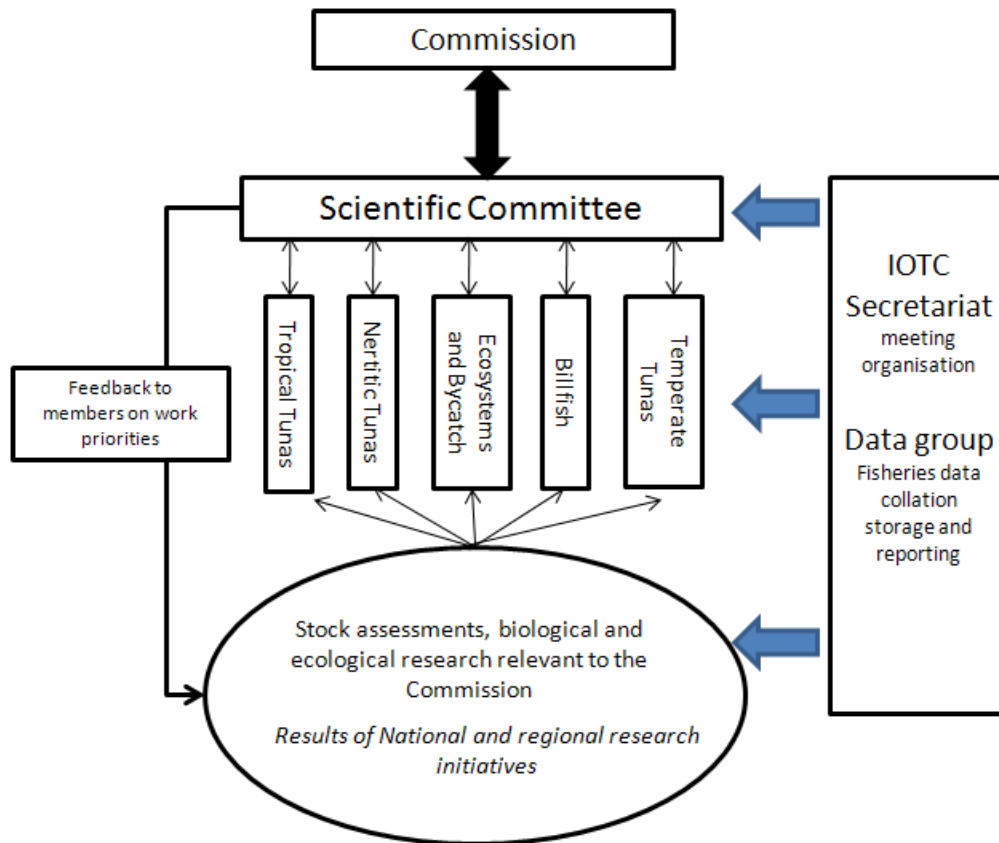 Commission
Scientific Committee
Tropical Tunas
Nertitic Tunas
Ecosystems
and Bycatch
Billfish
Temperate
Tunas
Feedback to
members on work
priorities
IOTC
Secretariat
meeting
organisation
Data group
Fisheries data
collation
storage and
reporting
Stock assessments, biological and
ecological research relevant to the
Commission
Results of National and regional research
initiatives